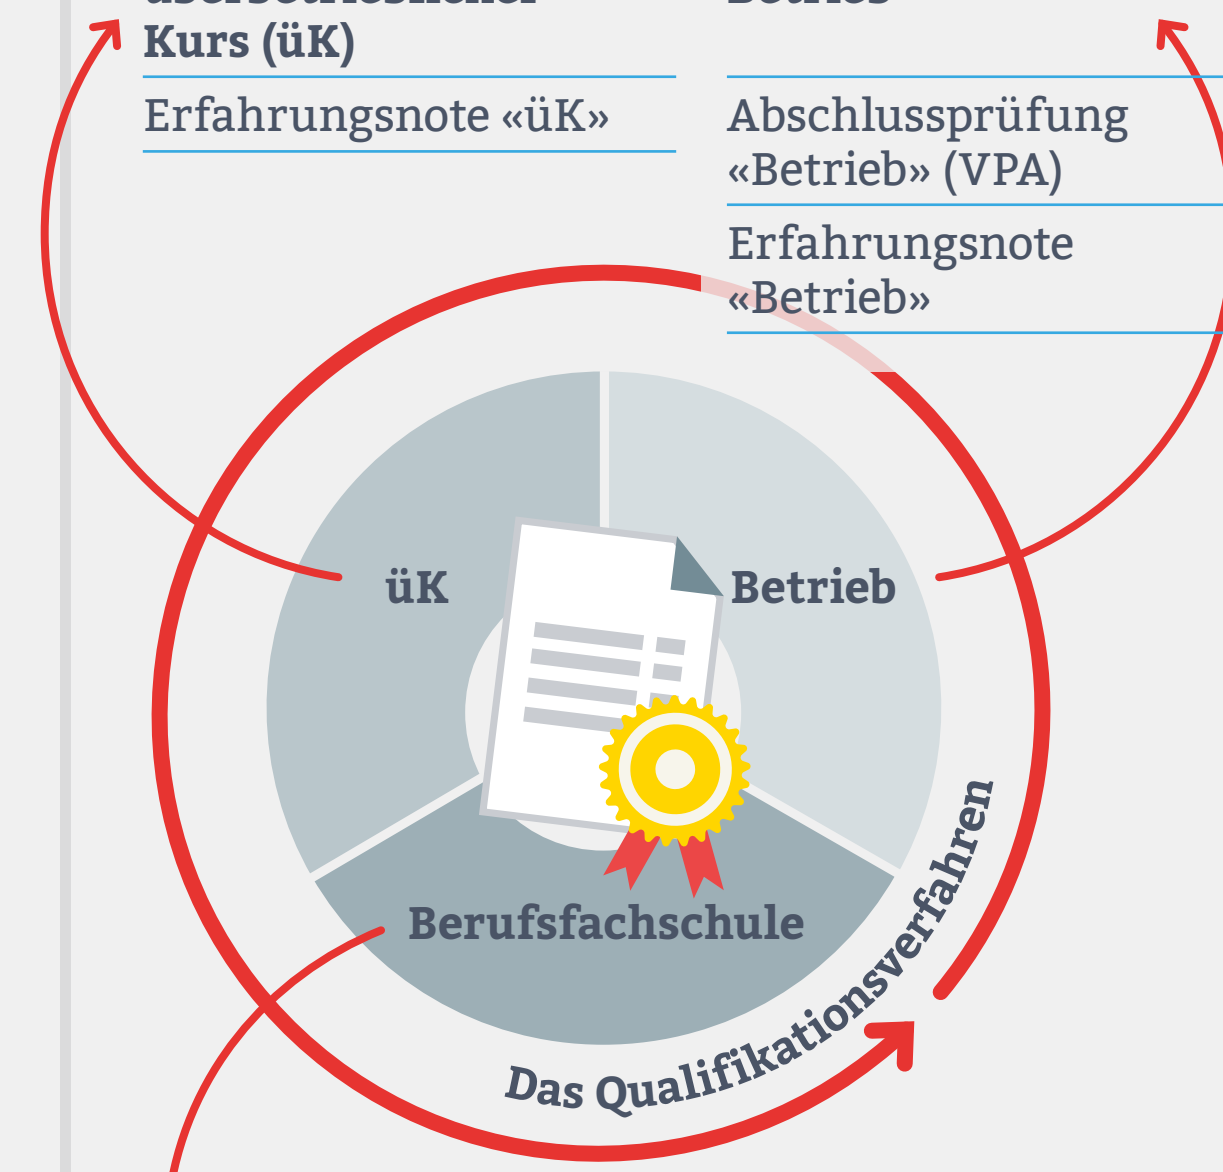 Kurs (üK)
Erfahrungsnote «üK»
Abschlussprüfung
«Betrieb» (VPA)
Erfahrungsnote
«Betrieb»
üK
Betrieb
Berufsfachschule
Das Qualifikationsverfahren